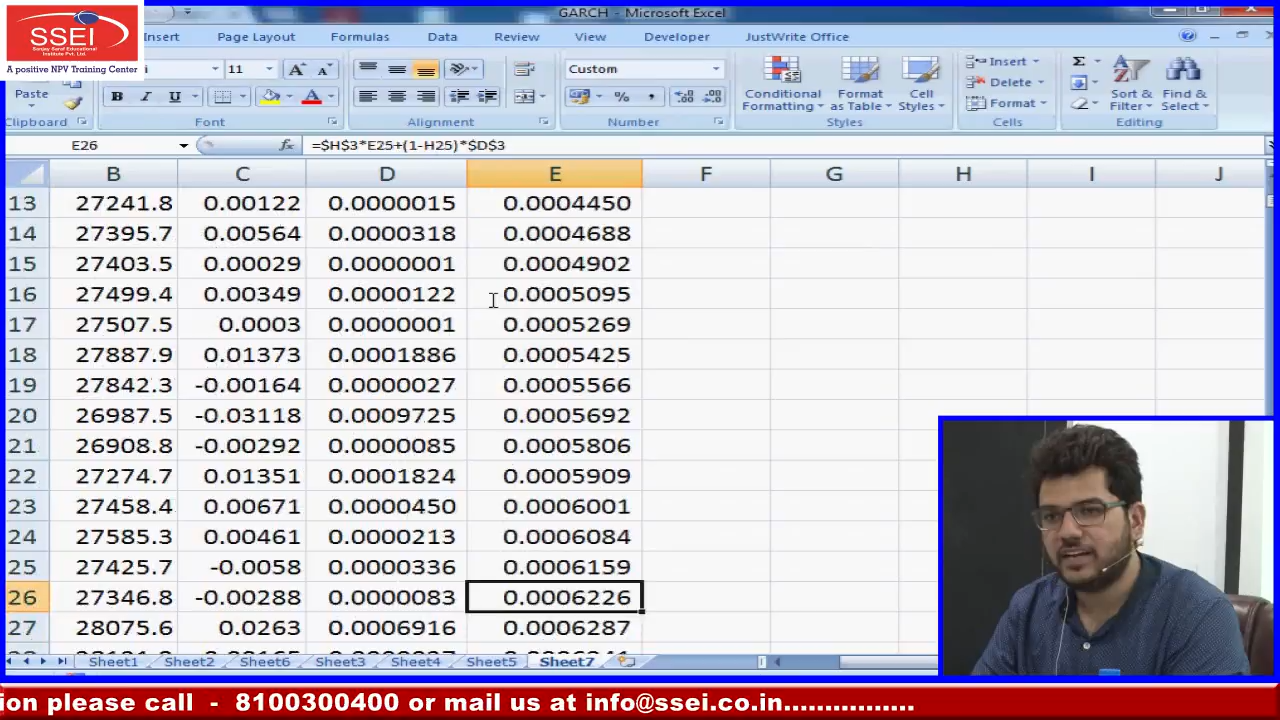 SSEI
Sanjay Saraf Educational
Institute Pvt. Ltd.
A positive NPV Training Center
GARCH - Microsoft Excel
Insert Page Layout Formulas Data Review View Developer JustWrite Office
11 A A Custom Insert Σ
Paste B I U % , Conditional Formatting Format as Table Cell Styles Delete Format Sort & Filter Find & Select
Clipboard Font Alignment Number Styles Cells Editing
E26 fx =$H$3*E25+(1-H25)*$D$3
B C D E F G H I J
13 27241.8 0.00122 0.0000015 0.0004450
14 27395.7 0.00564 0.0000318 0.0004688
15 27403.5 0.00029 0.0000001 0.0004902
16 27499.4 0.00349 0.0000122 0.0005095
17 27507.5 0.0003 0.0000001 0.0005269
18 27887.9 0.01373 0.0001886 0.0005425
19 27842.3 -0.00164 0.0000027 0.0005566
20 26987.5 -0.03118 0.0009725 0.0005692
21 26908.8 -0.00292 0.0000085 0.0005806
22 27274.7 0.01351 0.0001824 0.0005909
23 27458.4 0.00671 0.0000450 0.0006001
24 27585.3 0.00461 0.0000213 0.0006084
25 27425.7 -0.0058 0.0000336 0.0006159
26 27346.8 -0.00288 0.0000083 0.0006226
27 28075.6 0.0263 0.0006916 0.0006287
Sheet1 Sheet2 Sheet6 Sheet3 Sheet4 Sheet5 Sheet7
ion please call - 8100300400 or mail us at info@ssei.co.in...............